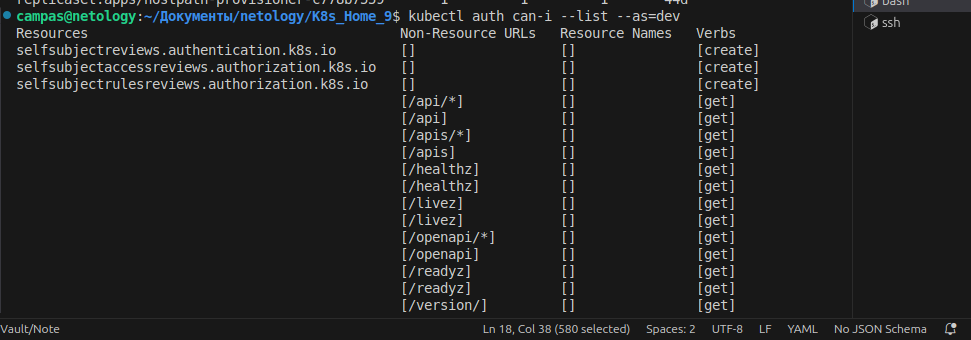 replicaset.apps/hostpath-provisioner-c778b7559 1 1 1 44d
campas@netology:~/Документы/netology/K8s_Home_9$ kubectl auth can-i --list --as=dev
Resources Non-Resource URLs Resource Names Verbs
selfsubjectreviews.authentication.k8s.io [] [] [create]
selfsubjectaccessreviews.authorization.k8s.io [] [] [create]
selfsubjectrulesreviews.authorization.k8s.io [] [] [create]
[/api/*] [] [get]
[/api] [] [get]
[/apis/*] [] [get]
[/apis] [] [get]
[/healthz] [] [get]
[/healthz] [] [get]
[/livez] [] [get]
[/livez] [] [get]
[/openapi/*] [] [get]
[/openapi] [] [get]
[/readyz] [] [get]
[/readyz] [] [get]
[/version/] [] [get]
Bash
ssh
Vault/Note Ln 18, Col 38 (580 selected) Spaces: 2 UTF-8 LF YAML No JSON Schema